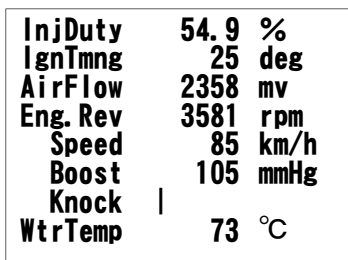 InjDuty 54.9 %
IgnTmng 25 deg
AirFlow 2358 mv
Eng.Rev 3581 rpm
Speed 85 km/h
Boost 105 mmHg
Knock |
WtrTemp 73 ℃